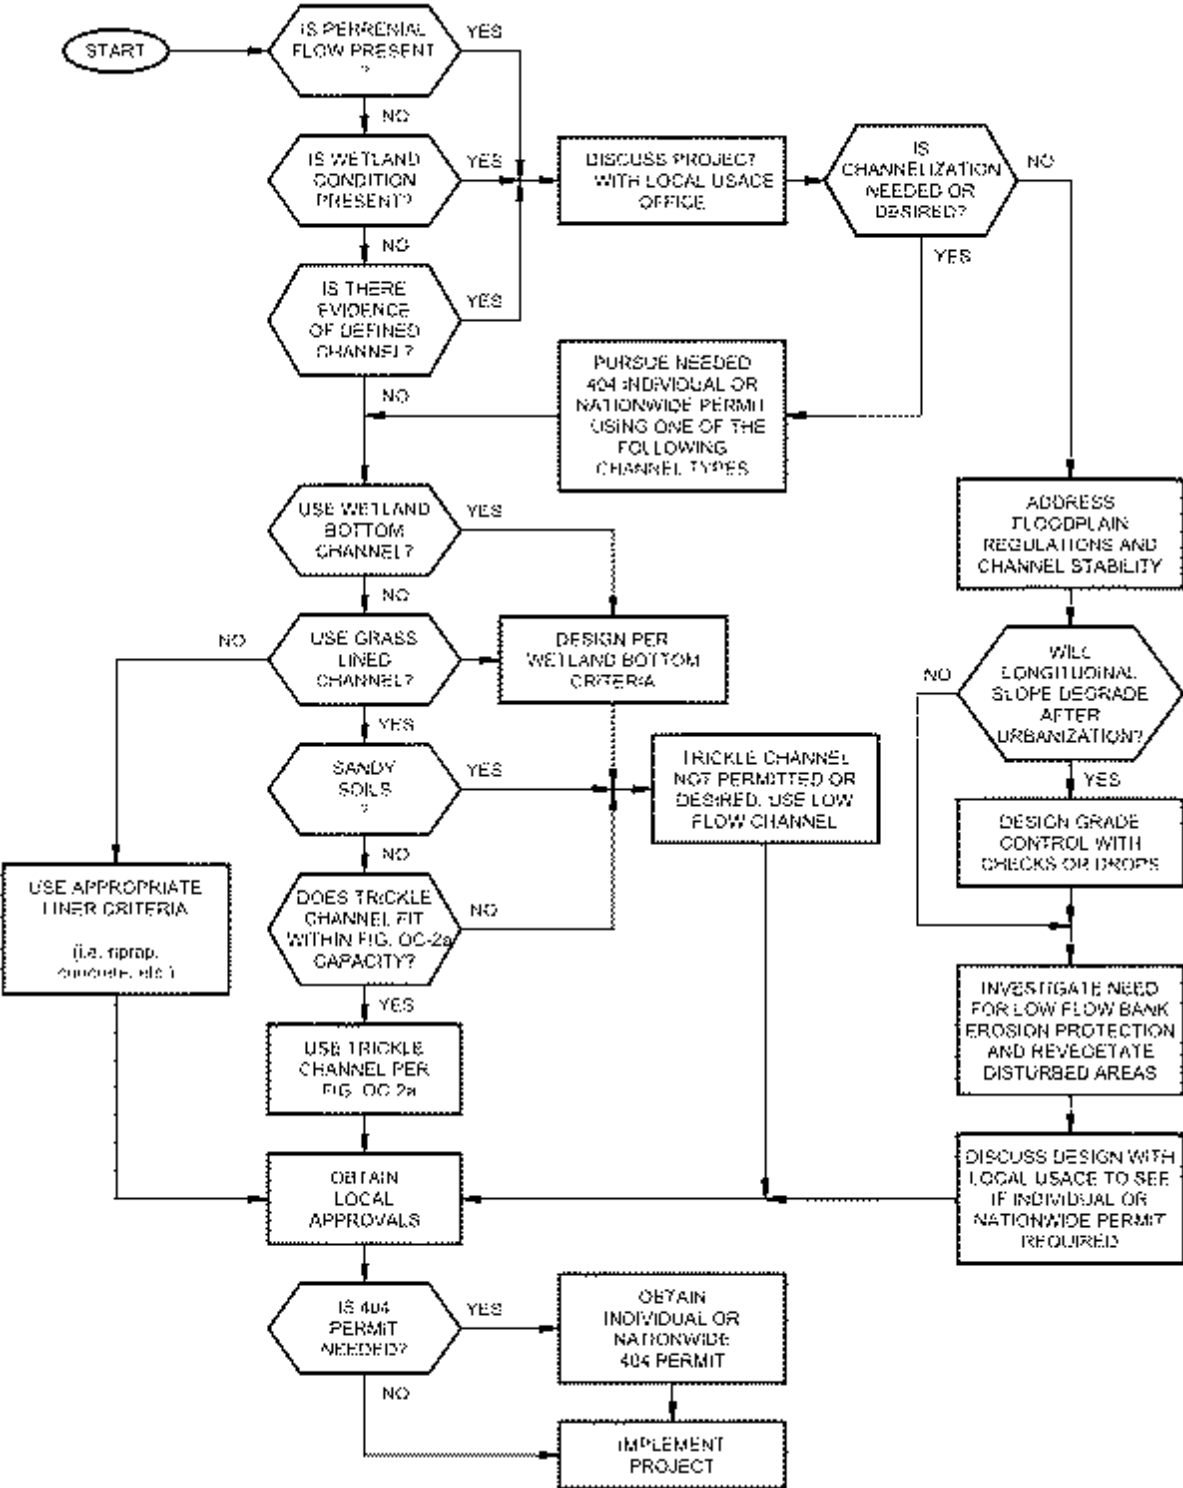 START
IS PERRENIAL
FLOW PRESENT
?
YES
NO
IS WETLAND
CONDITION
PRESENT?
YES
NO
DISCUSS PROJECT
WITH LOCAL USACE
OFFICE
IS
CHANNELIZATION
NEEDED OR
DESIRED?
NO
YES
IS THERE
EVIDENCE
OF DEFINED
CHANNEL?
YES
NO
PURSUE NEEDED
404 INDIVIDUAL OR
NATIONWIDE PERMIT
USING ONE OF THE
FOLLOWING
CHANNEL TYPES
USE WETLAND
BOTTOM
CHANNEL?
YES
NO
ADDRESS
FLOODPLAIN
REGULATIONS AND
CHANNEL STABILITY
NO
USE GRASS
LINED
CHANNEL?
YES
DESIGN PER
WETLAND BOTTOM
CRITERIA
WILL
LONGITUDINAL
SLOPE DEGRADE
AFTER
URBANIZATION?
NO
YES
SANDY
SOILS
?
YES
NO
TRICKLE CHANNEL
NOT PERMITTED OR
DESIRED. USE LOW
FLOW CHANNEL
DESIGN GRADE
CONTROL WITH
CHECKS OR DROPS
USE APPROPRIATE
LINER CRITERIA
(i.e. riprap,
concrete, etc.)
DOES TRICKLE
CHANNEL FIT
WITHIN FIG. OC-2a
CAPACITY?
NO
YES
INVESTIGATE NEED
FOR LOW FLOW BANK
EROSION PROTECTION
AND REVEGETATE
DISTURBED AREAS
USE TRICKLE
CHANNEL PER
FIG. OC-2a
DISCUSS DESIGN WITH
LOCAL USACE TO SEE
IF INDIVIDUAL OR
NATIONWIDE PERMIT
REQUIRED
OBTAIN
LOCAL
APPROVALS
IS 404
PERMIT
NEEDED?
YES
NO
OBTAIN
INDIVIDUAL OR
NATIONWIDE
404 PERMIT
IMPLEMENT
PROJECT